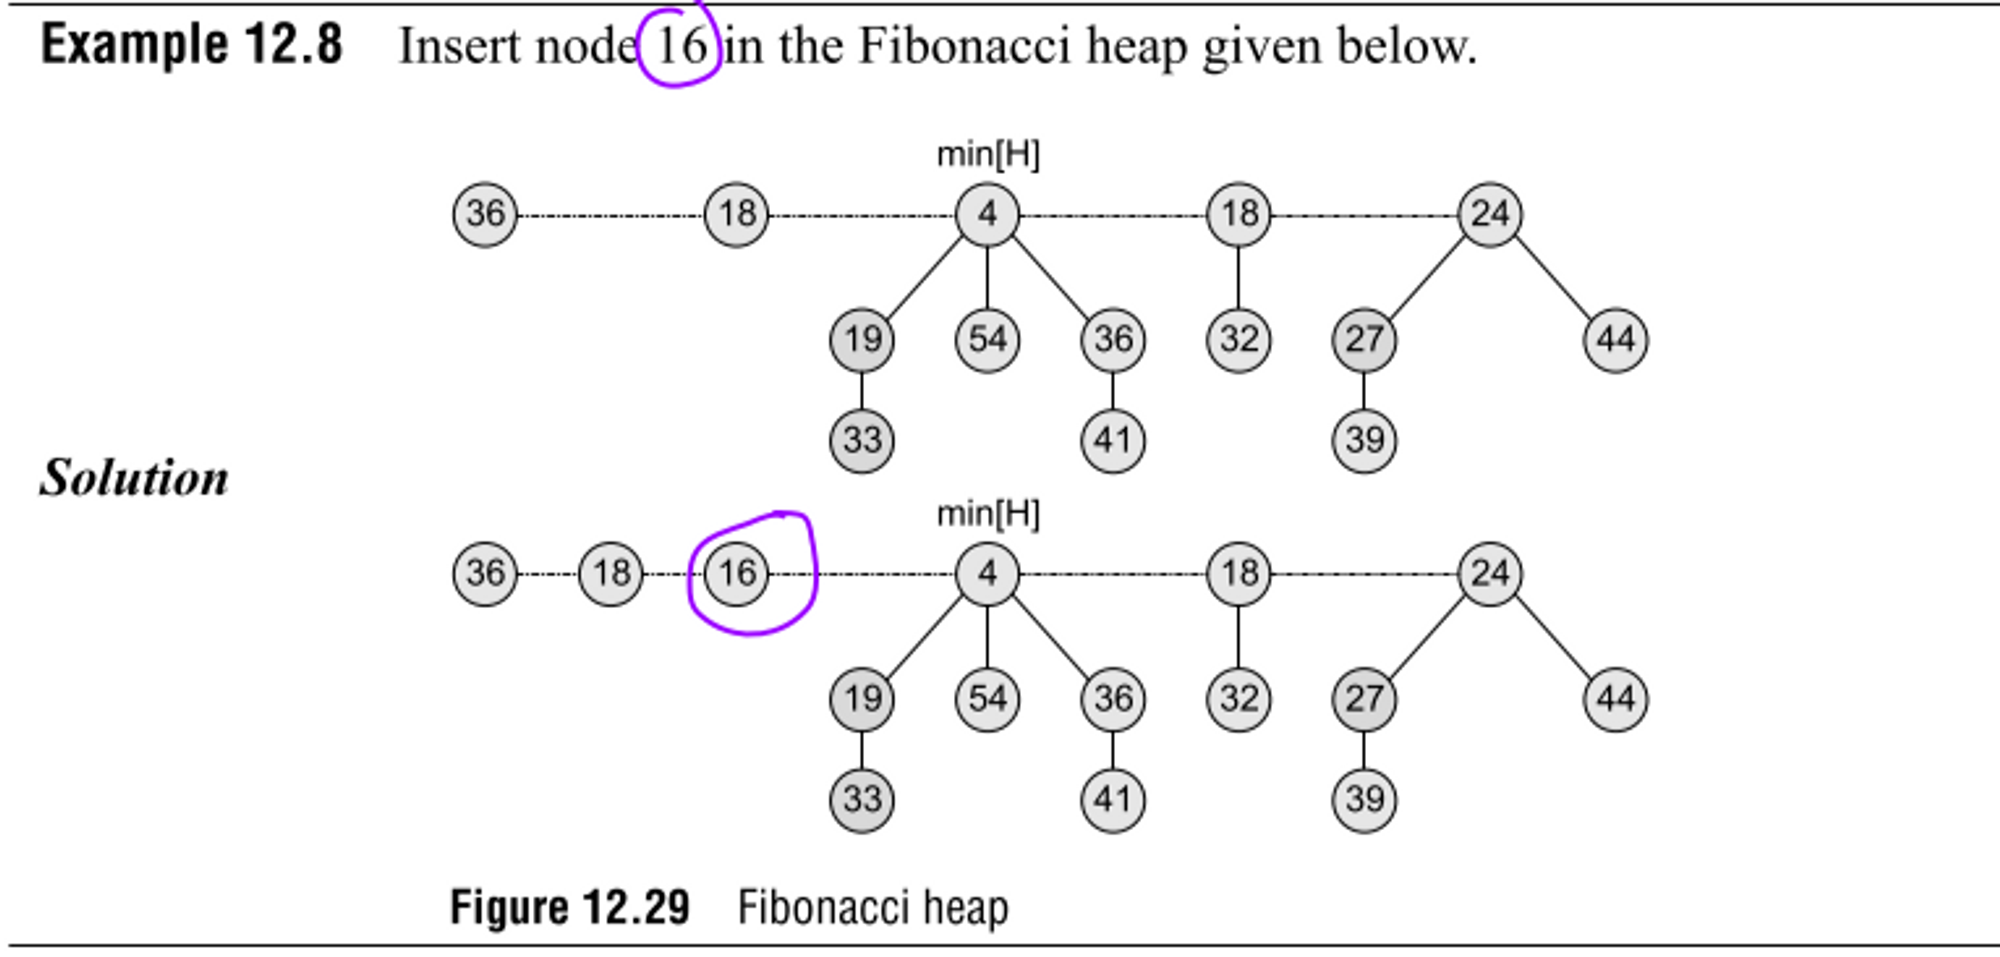 Example 12.8 Insert node 16 in the Fibonacci heap given below.
min[H]
36 18 4 18 24
19 54 36 32 27 44
33 41 39
Solution
min[H]
36 18 16 4 18 24
19 54 36 32 27 44
33 41 39
Figure 12.29 Fibonacci heap